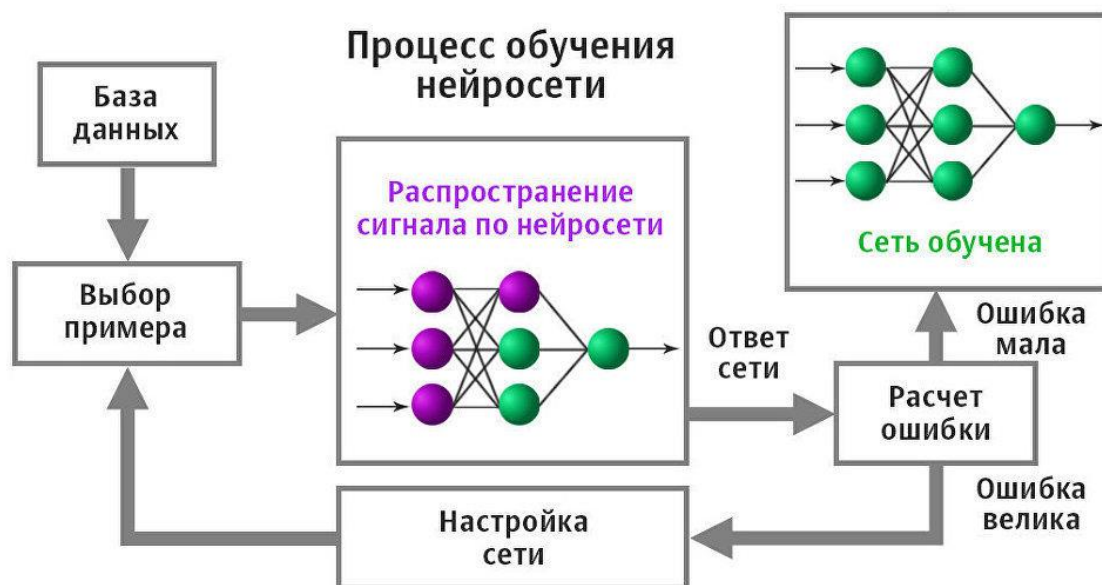 Процесс обучения
нейросети
База
данных
Выбор
примера
Распространение
сигнала по нейросети
Ответ
сети
Расчет
ошибки
Ошибка
мала
Сеть обучена
Ошибка
велика
Настройка
сети